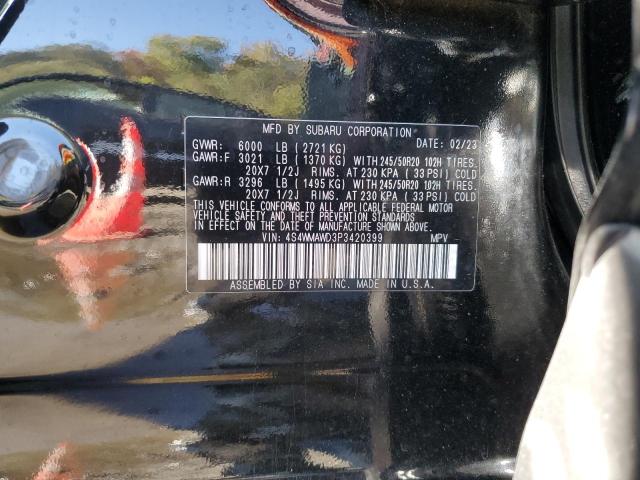 MFD BY SUBARU CORPORATION DATE: 02/23
GVWR: 6000 LB (2721 KG)
GAWR:F 3021 LB (1370 KG) WITH 245/50R20 102H TIRES.
20X7 1/2J RIMS. AT 230 KPA (33 PSI) COLD
GAWR:R 3296 LB (1495 KG) WITH 245/50R20 102H TIRES.
20X7 1/2J RIMS. AT 230 KPA (33 PSI) COLD
THIS VEHICLE CONFORMS TO ALL APPLICABLE FEDERAL MOTOR
VEHICLE SAFETY AND THEFT PREVENTION STANDARDS
IN EFFECT ON THE DATE OF MANUFACTURE SHOWN ABOVE.
VIN: 4S4WMAWD3P3420399 MPV
ASSEMBLED BY SIA INC. MADE IN U.S.A.